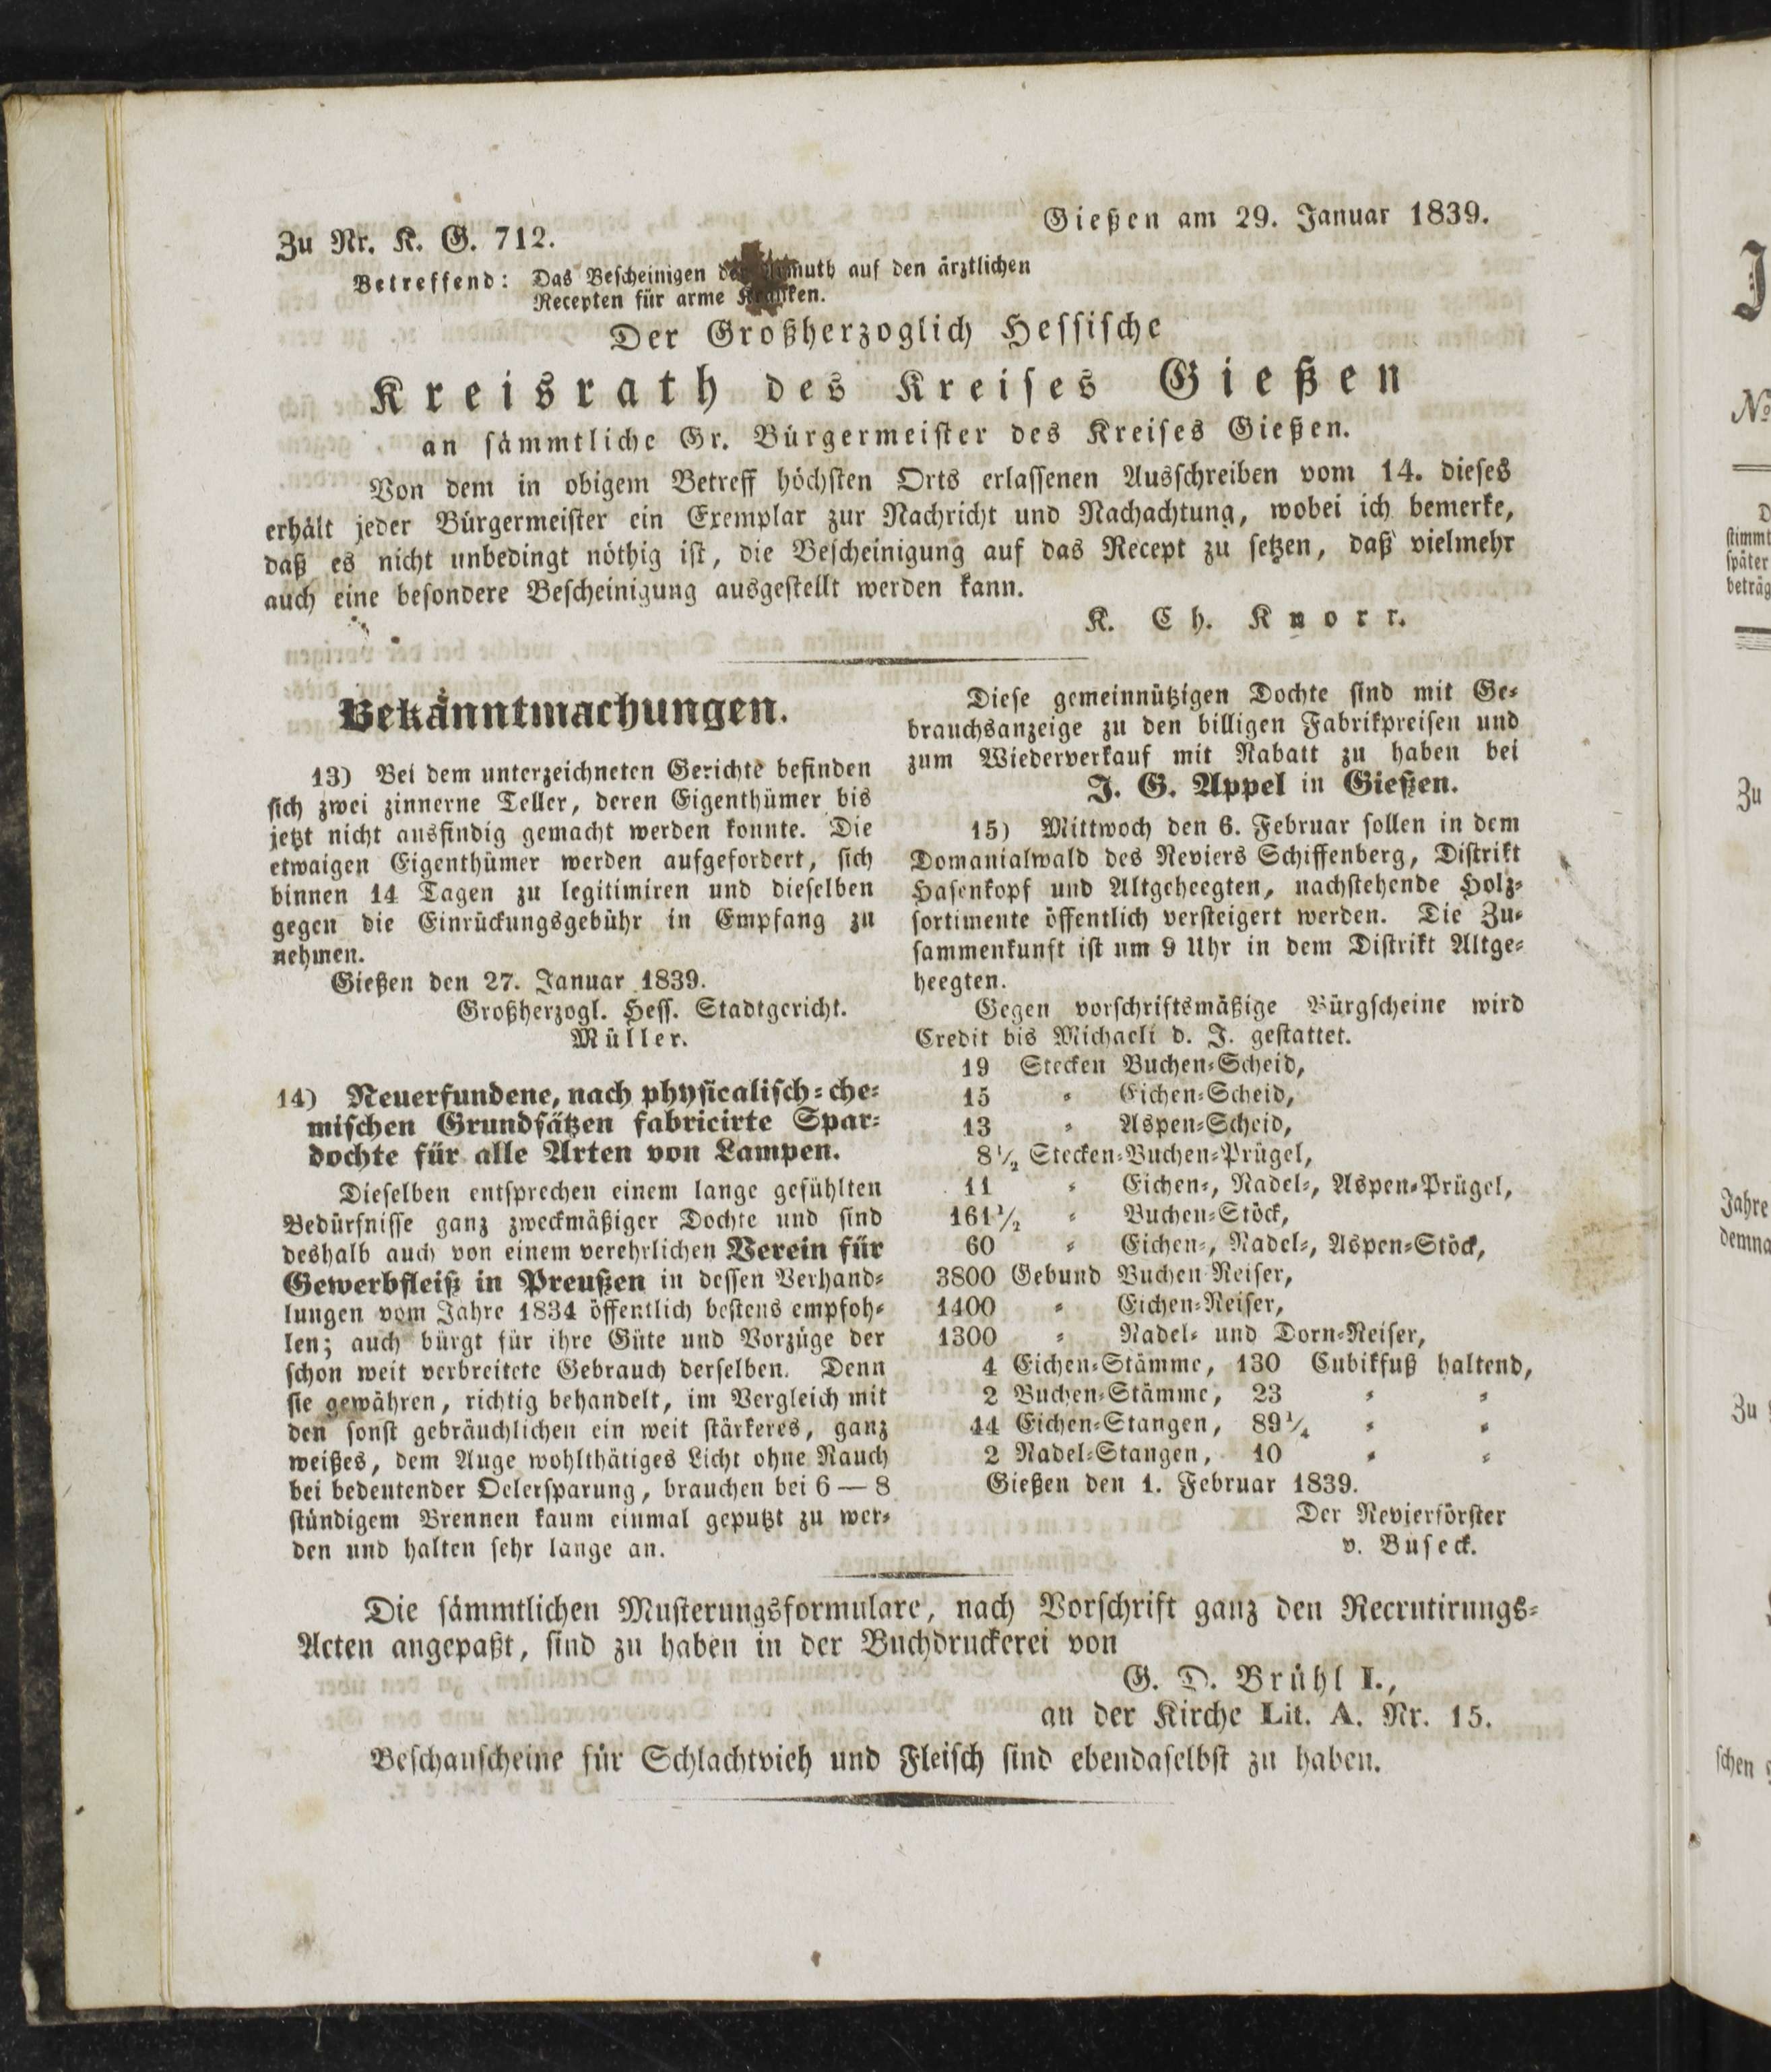 Zu Nr. K. G. 712.
Gießen am 29. Januar 1839.
Betreffend: Das Bescheinigen der Armuth auf den ärztlichen
Recepten für arme Kranken.
Der Großherzoglich Hessische
Kreisrath des Kreises Gießen
an sämmtliche Gr. Bürgermeister des Kreises Gießen.
Von dem in obigem Betreff höchsten Orts erlassenen Ausschreiben vom 14. dieses
erhält jeder Bürgermeister ein Exemplar zur Nachricht und Nachachtung, wobei ich bemerke,
daß es nicht unbedingt nöthig ist, die Bescheinigung auf das Recept zu setzen, daß vielmehr
auch eine besondere Bescheinigung ausgestellt werden kann.
K. Ch. Knorr.
Bekanntmachungen.
13) Bei dem unterzeichneten Gerichte befinden
sich zwei zinnerne Teller, deren Eigenthümer bis
jetzt nicht ausfindig gemacht werden konnte. Die
etwaigen Eigenthümer werden aufgefordert, sich
binnen 14 Tagen zu legitimiren und dieselben
gegen die Einrückungsgebühr in Empfang zu
nehmen.
Gießen den 27. Januar 1839.
Großherzogl. Hess. Stadtgericht.
Müller.
14) Neuerfundene, nach physicalisch-che-
mischen Grundsätzen fabricirte Spar-
dochte für alle Arten von Lampen.
Dieselben entsprechen einem lange gefühlten
Bedürfnisse ganz zweckmäßiger Dochte und sind
deshalb auch von einem verehrlichen Verein für
Gewerbfleiß in Preußen in dessen Verhand-
lungen vom Jahre 1834 öffentlich bestens empfoh-
len; auch bürgt für ihre Güte und Vorzüge der
schon weit verbreitete Gebrauch derselben. Denn
sie gewähren, richtig behandelt, im Vergleich mit
den sonst gebräuchlichen ein weit stärkeres, ganz
weißes, dem Auge wohlthätiges Licht ohne Rauch
bei bedeutender Oelersparung, brauchen bei 6 — 8
stündigem Brennen kaum einmal geputzt zu wer-
den und halten sehr lange an.
Diese gemeinnützigen Dochte sind mit Ge-
brauchsanzeige zu den billigen Fabrikpreisen und
zum Wiederverkauf mit Rabatt zu haben bei
J. G. Appel in Gießen.
15) Mittwoch den 6. Februar sollen in dem
Domanialwald des Reviers Schiffenberg, Distrikt
Hasenkopf und Altgeheegten, nachstehende Holz-
sortimente öffentlich versteigert werden. Die Zu-
sammenkunft ist um 9 Uhr in dem Distrikt Altge-
heegten.
Gegen vorschriftsmäßige Bürgscheine wird
Credit bis Michaeli d. J. gestattet.
19 Stecken Buchen-Scheid,
15 " Eichen-Scheid,
13 " Aspen-Scheid,
8½ Stecken-Buchen-Prügel,
11 " Eichen-, Nadel-, Aspen-Prügel,
161½ " Buchen-Stöck,
60 " Eichen-, Nadel-, Aspen-Stöck,
3800 Gebund Buchen Reiser,
1400 " Eichen-Reiser,
1300 " Nadel- und Dorn-Reiser,
4 Eichen-Stämme, 130 Cubikfuß haltend,
2 Buchen-Stämme, 23 " "
44 Eichen-Stangen, 89¼ " "
2 Nadel-Stangen, 10 " "
Gießen den 1. Februar 1839.
Der Revierförster
v. Buseck.
Die sämmtlichen Musterungsformulare, nach Vorschrift ganz den Recrutirungs-
Acten angepaßt, sind zu haben in der Buchdruckerei von
G. D. Brühl I.,
an der Kirche Lit. A. Nr. 15.
Beschauscheine für Schlachtvieh und Fleisch sind ebendaselbst zu haben.